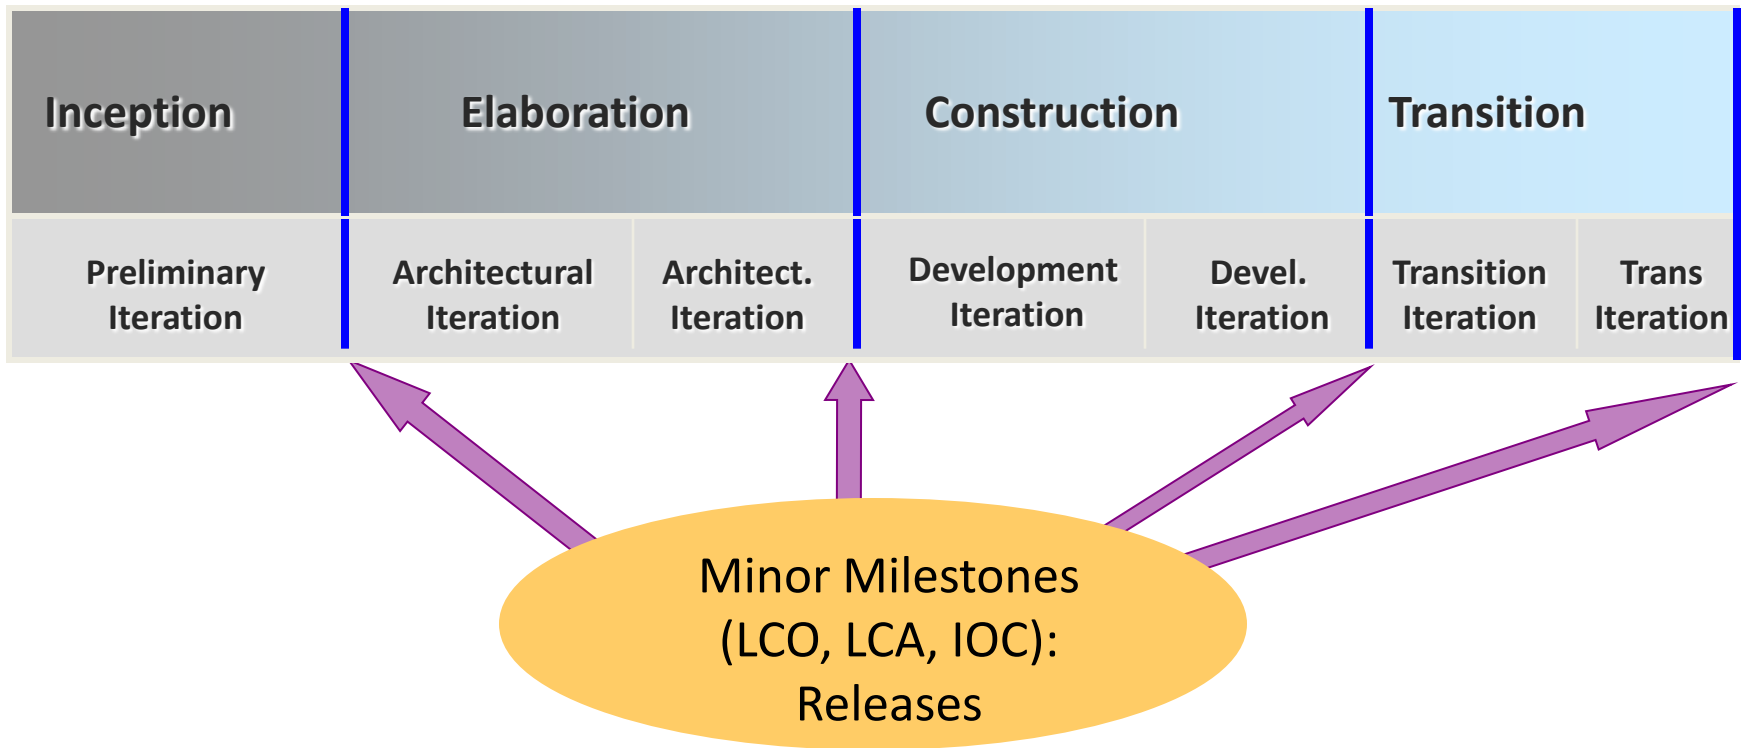 Inception
Elaboration
Construction
Transition
Preliminary
Iteration
Architectural
Iteration
Architect.
Iteration
Development
Iteration
Devel.
Iteration
Transition
Iteration
Trans
Iteration
Minor Milestones
(LCO, LCA, IOC):
Releases